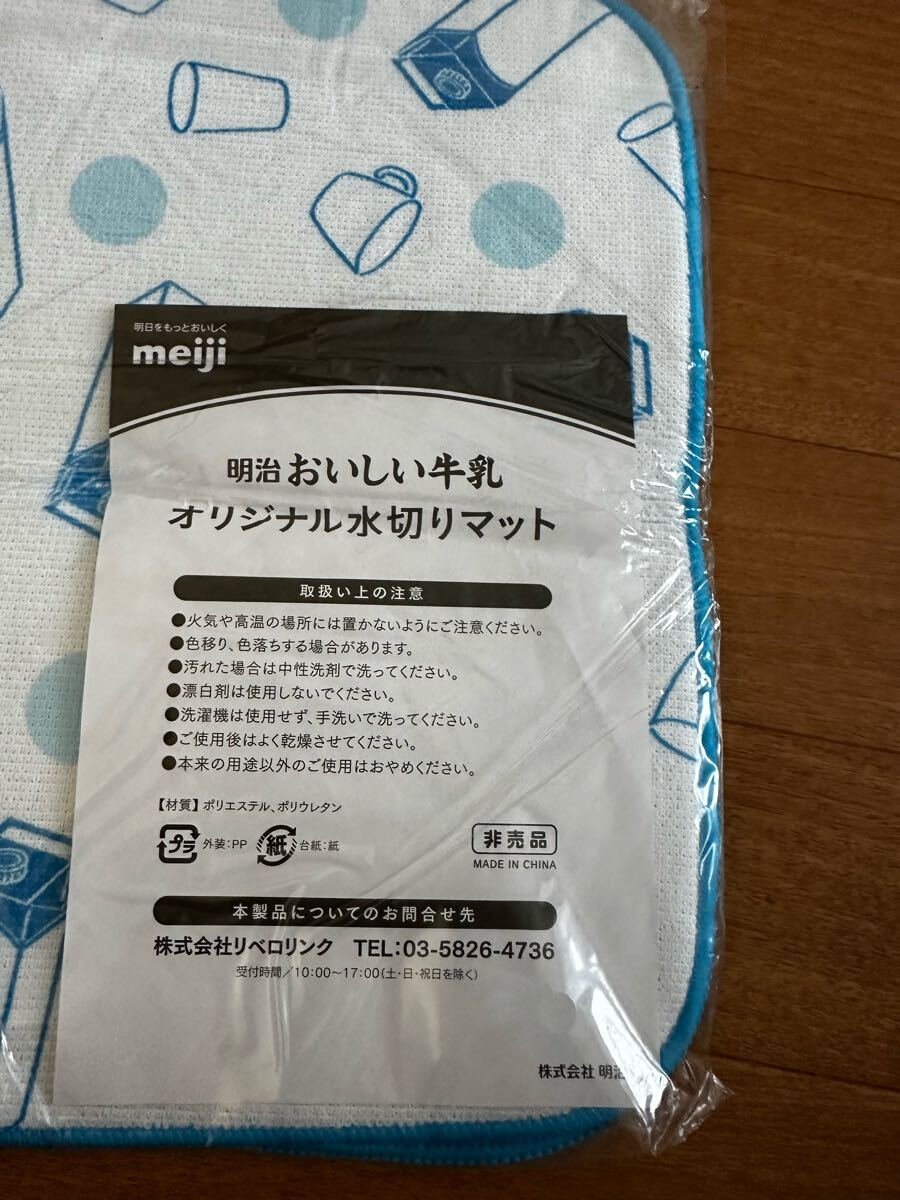 明日をもっとおいしく
meiji
明治おいしい牛乳
オリジナル水切りマット
取扱い上の注意
●火気や高温の場所には置かないようにご注意ください。
●色移り、色落ちする場合があります。
●汚れた場合は中性洗剤で洗ってください。
●漂白剤は使用しないでください。
●洗濯機は使用せず、手洗いで洗ってください。
●ご使用後はよく乾燥させてください。
●本来の用途以外のご使用はおやめください。
【材質】ポリエステル、ポリウレタン
プラ 外装:PP 紙 台紙:紙
非売品
MADE IN CHINA
本製品についてのお問合せ先
株式会社リベロリンク TEL:03-5826-4736
受付時間/10:00〜17:00(土・日・祝日を除く)
株式会社 明治